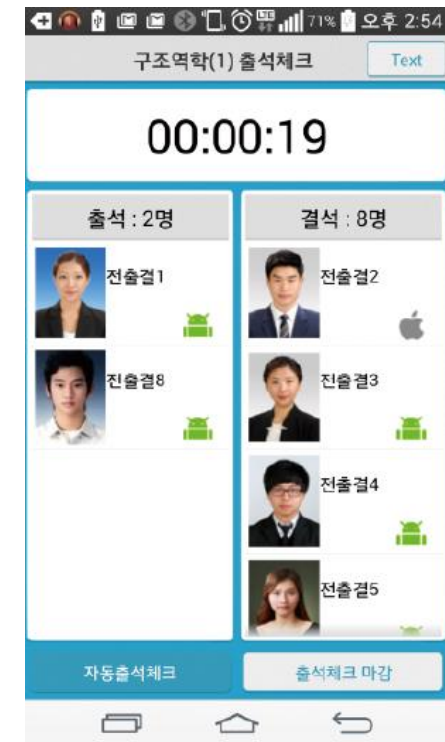 71% 오후 2:54
구조역학(1) 출석체크 Text
00:00:19
출석 : 2명
전출결1
전출결8
결석 : 8명
전출결2
전출결3
전출결4
전출결5
자동출석체크 출석체크 마감